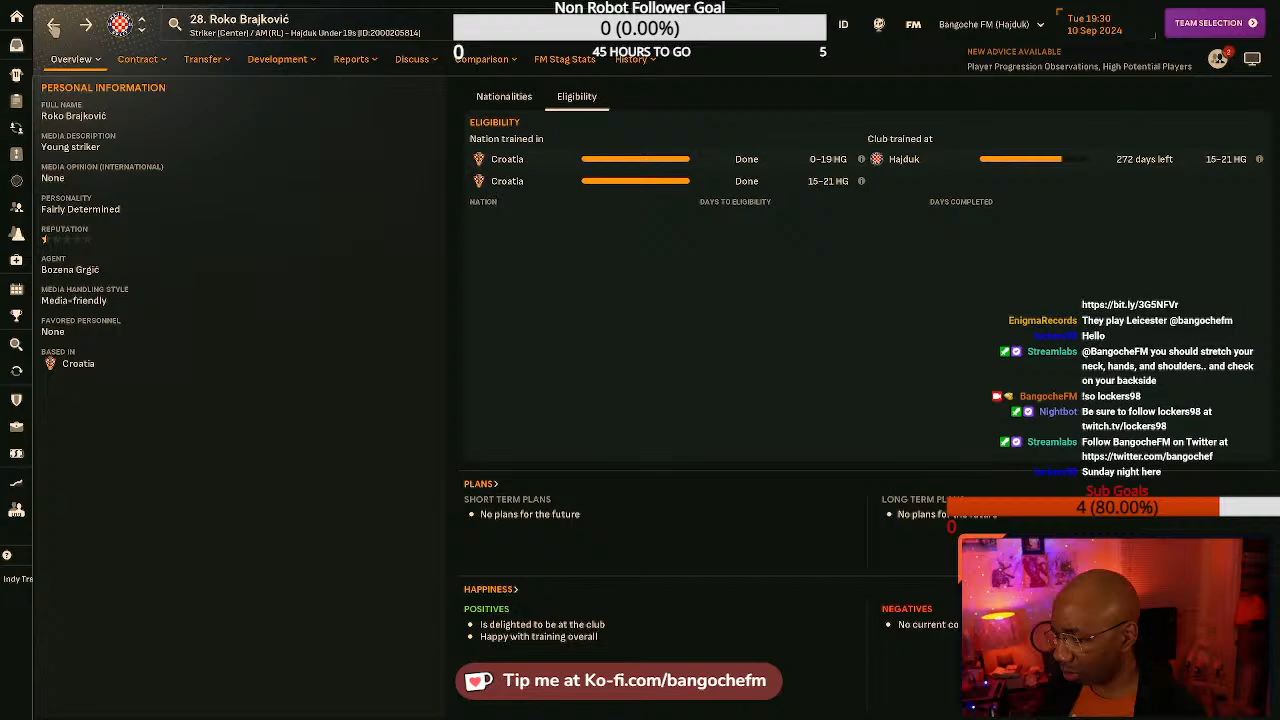 Non Robot Follower Goal
28. Roko Brajković
Striker (Center) / AM (RL) - Hajduk Under 19s (ID:2000205814)
0 (0.00%)
0
45 HOURS TO GO
5
ID
FM
Bangoche FM (Hajduk)
Tue 19:30
10 Sep 2024
TEAM SELECTION
Overview
Contract
Transfer
Development
Reports
Discuss
Comparison
FM Stag Stats
History
NEW ADVICE AVAILABLE
Player Progression Observations, High Potential Players
2
PERSONAL INFORMATION
FULL NAME
Roko Brajković
MEDIA DESCRIPTION
Young striker
MEDIA OPINION (INTERNATIONAL)
None
PERSONALITY
Fairly Determined
REPUTATION
AGENT
Bozena Grgić
MEDIA HANDLING STYLE
Media-friendly
FAVORED PERSONNEL
None
BASED IN
Croatia
Nationalities
Eligibility
ELIGIBILITY
Nation trained in
Club trained at
Croatia Done 0-19 HG
Hajduk 272 days left 15-21 HG
Croatia Done 15-21 HG
NATION
DAYS TO ELIGIBILITY
DAYS COMPLETED
https://bit.ly/3G5NFVr
EnigmaRecords They play Leicester @bangochefm
Hello
Streamlabs @BangocheFM you should stretch your
neck, hands, and shoulders.. and check
on your backside
BangocheFM !so lockers98
Nightbot Be sure to follow lockers98 at
twitch.tv/lockers98
Streamlabs Follow BangocheFM on Twitter at
https://twitter.com/bangochef
Sunday night here
Sub Goals
4 (80.00%)
0
PLANS
SHORT TERM PLANS
No plans for the future
LONG TERM PLANS
No plans for the future
HAPPINESS
POSITIVES
Is delighted to be at the club
Happy with training overall
NEGATIVES
No current co
Tip me at Ko-fi.com/bangochefm
Indy Tra